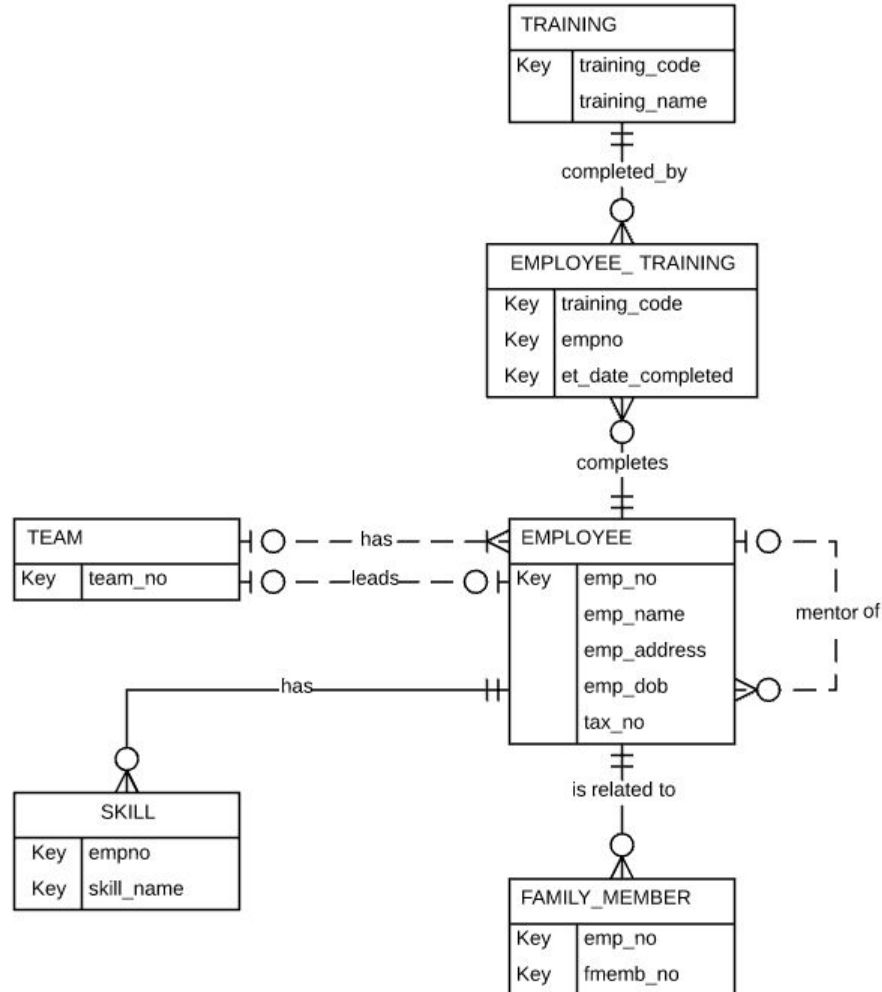 TRAINING
Key training_code
training_name
completed_by
EMPLOYEE_ TRAINING
Key training_code
Key empno
Key et_date_completed
completes
TEAM
Key team_no
has
leads
EMPLOYEE
Key emp_no
emp_name
emp_address
emp_dob
tax_no
mentor of
has
SKILL
Key empno
Key skill_name
is related to
FAMILY_MEMBER
Key emp_no
Key fmemb_no